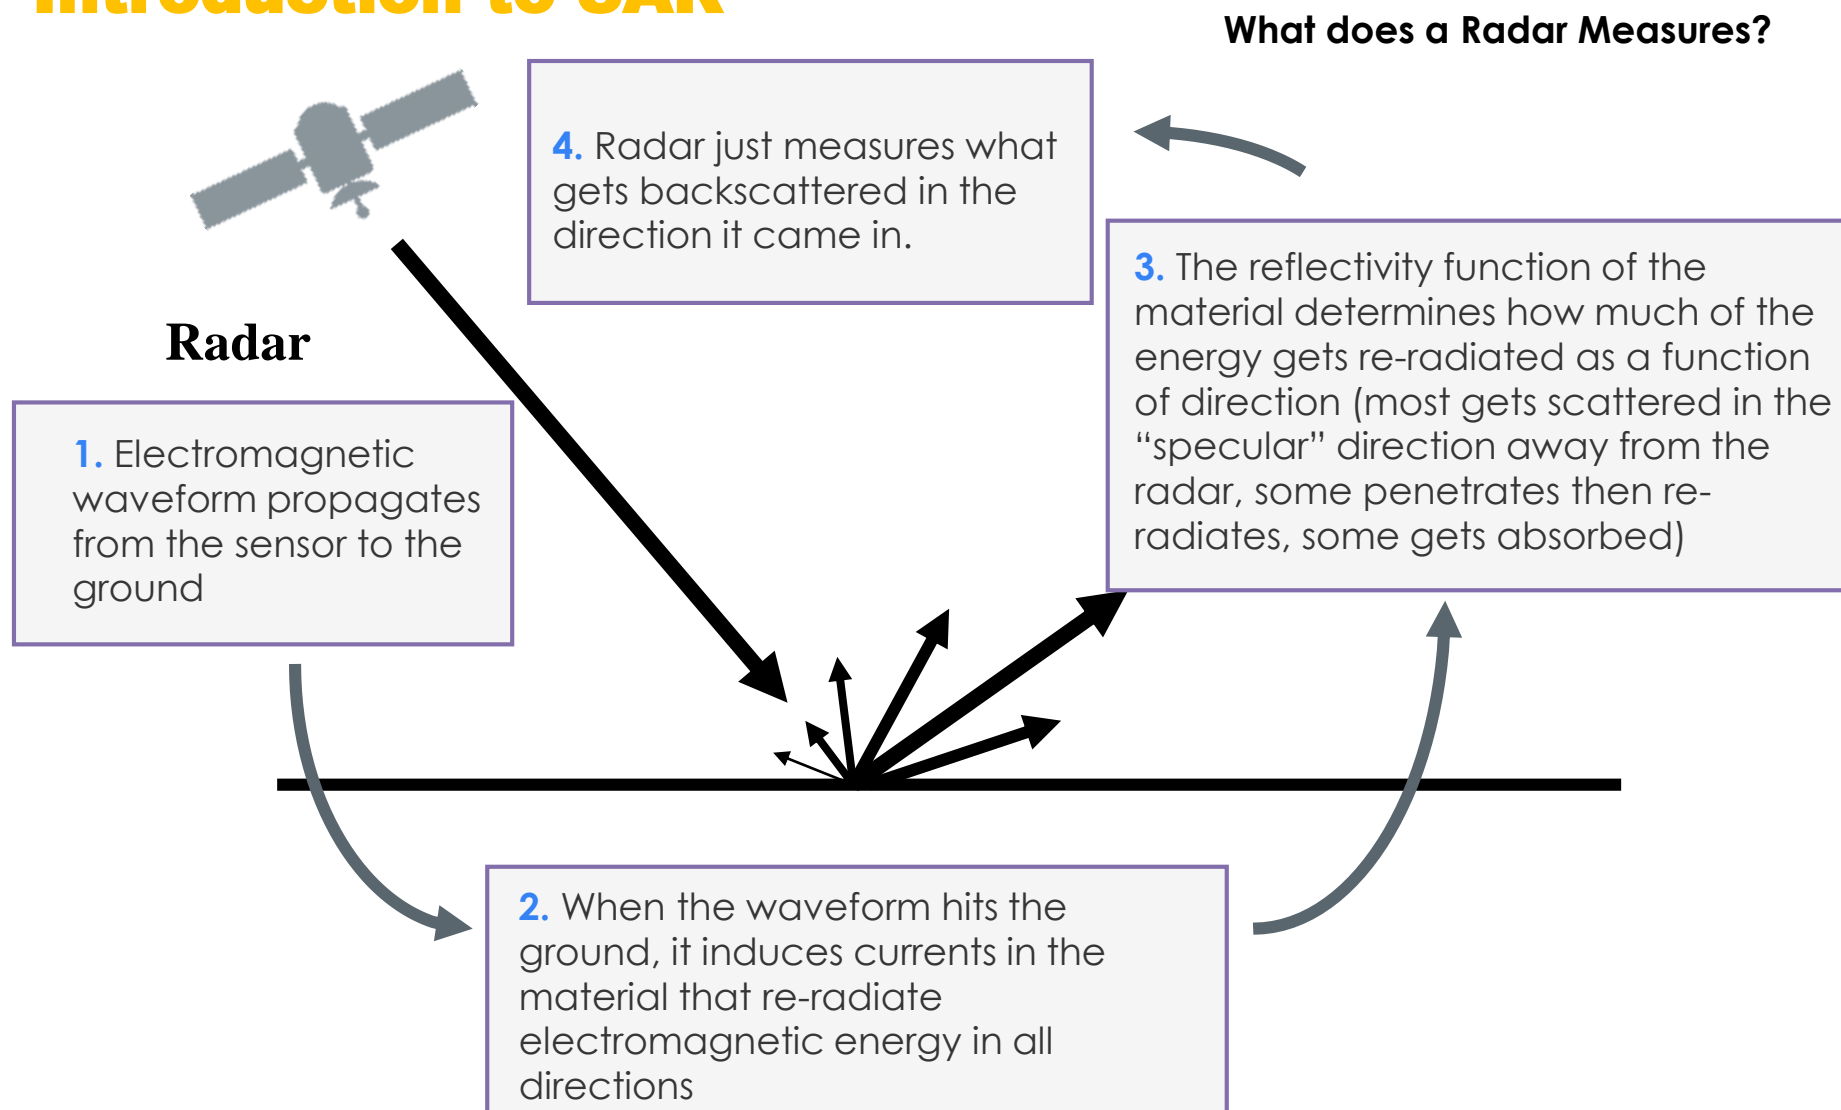 Introduction to SAR
What does a Radar Measures?
4. Radar just measures what
gets backscattered in the
direction it came in.
3. The reflectivity function of the
material determines how much of the
energy gets re-radiated as a function
of direction (most gets scattered in the
“specular” direction away from the
radar, some penetrates then re-
radiates, some gets absorbed)
Radar
1. Electromagnetic
waveform propagates
from the sensor to the
ground
2. When the waveform hits the
ground, it induces currents in the
material that re-radiate
electromagnetic energy in all
directions